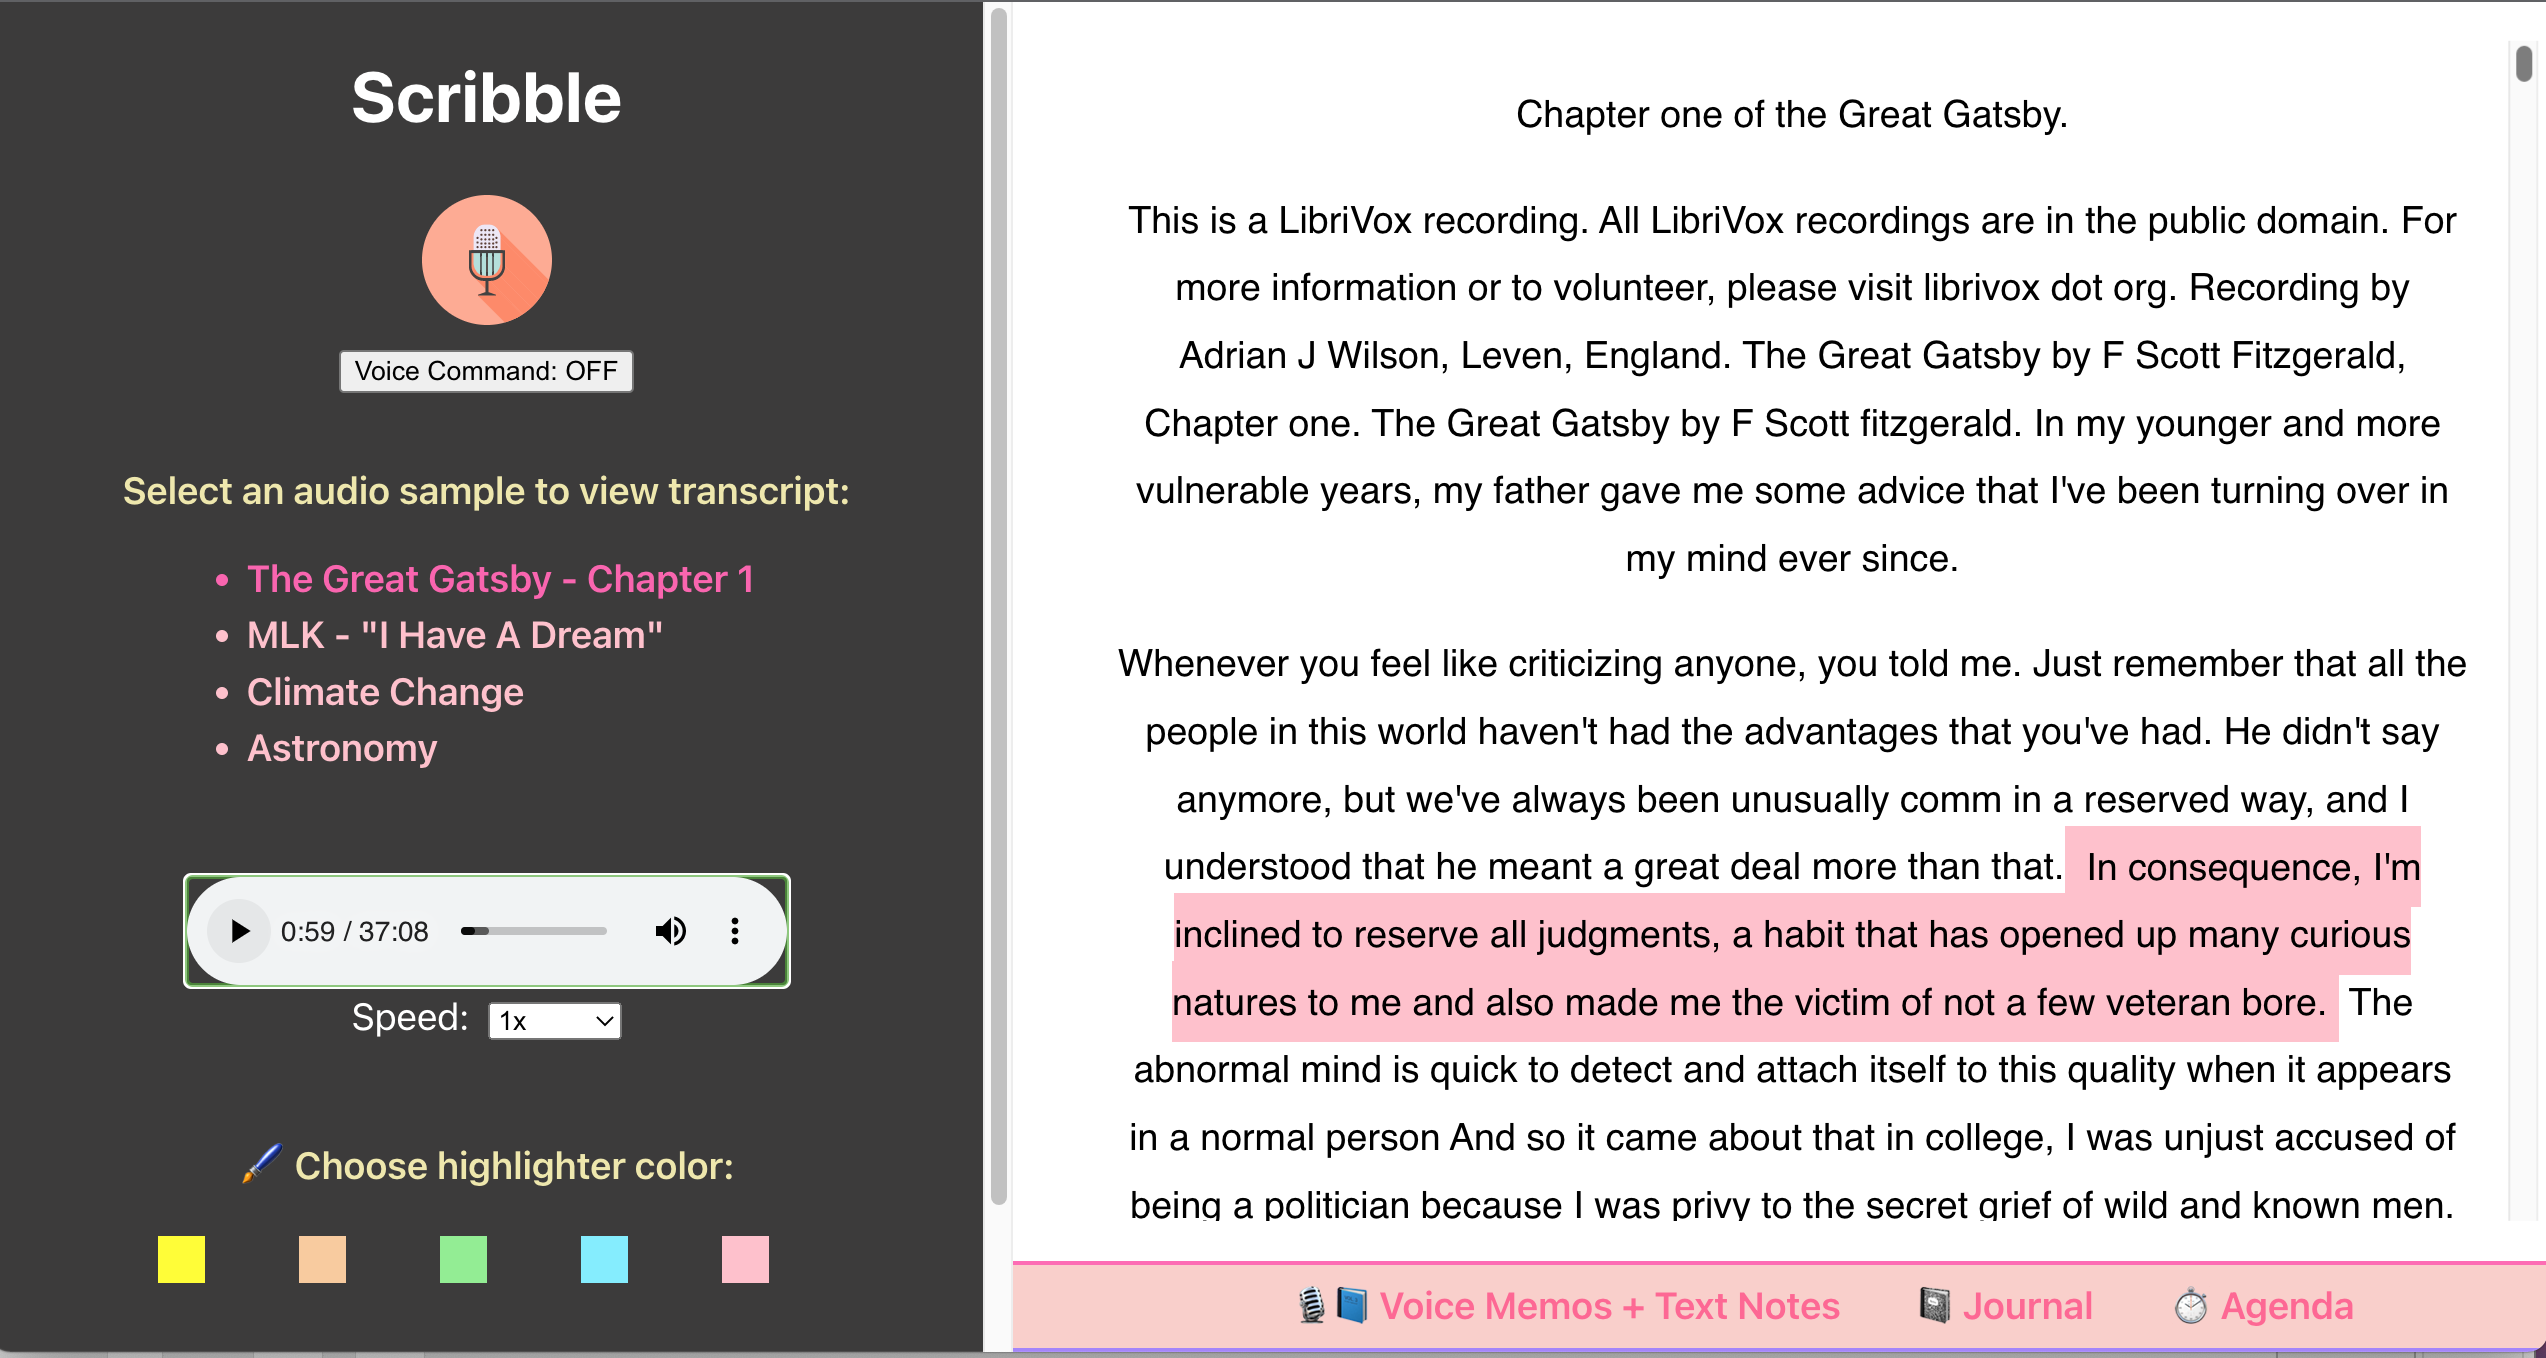 Scribble
Voice Command: OFF
Select an audio sample to view transcript:
The Great Gatsby - Chapter 1
MLK - "I Have A Dream"
Climate Change
Astronomy
0:59 / 37:08
Speed: 1x
Choose highlighter color:
Chapter one of the Great Gatsby.
This is a LibriVox recording. All LibriVox recordings are in the public domain. For
more information or to volunteer, please visit librivox dot org. Recording by
Adrian J Wilson, Leven, England. The Great Gatsby by F Scott Fitzgerald,
Chapter one. The Great Gatsby by F Scott fitzgerald. In my younger and more
vulnerable years, my father gave me some advice that I've been turning over in
my mind ever since.
Whenever you feel like criticizing anyone, you told me. Just remember that all the
people in this world haven't had the advantages that you've had. He didn't say
anymore, but we've always been unusually comm in a reserved way, and I
understood that he meant a great deal more than that. In consequence, I'm
inclined to reserve all judgments, a habit that has opened up many curious
natures to me and also made me the victim of not a few veteran bore. The
abnormal mind is quick to detect and attach itself to this quality when it appears
in a normal person And so it came about that in college, I was unjust accused of
being a politician because I was privy to the secret grief of wild and known men.
Voice Memos + Text Notes
Journal
Agenda